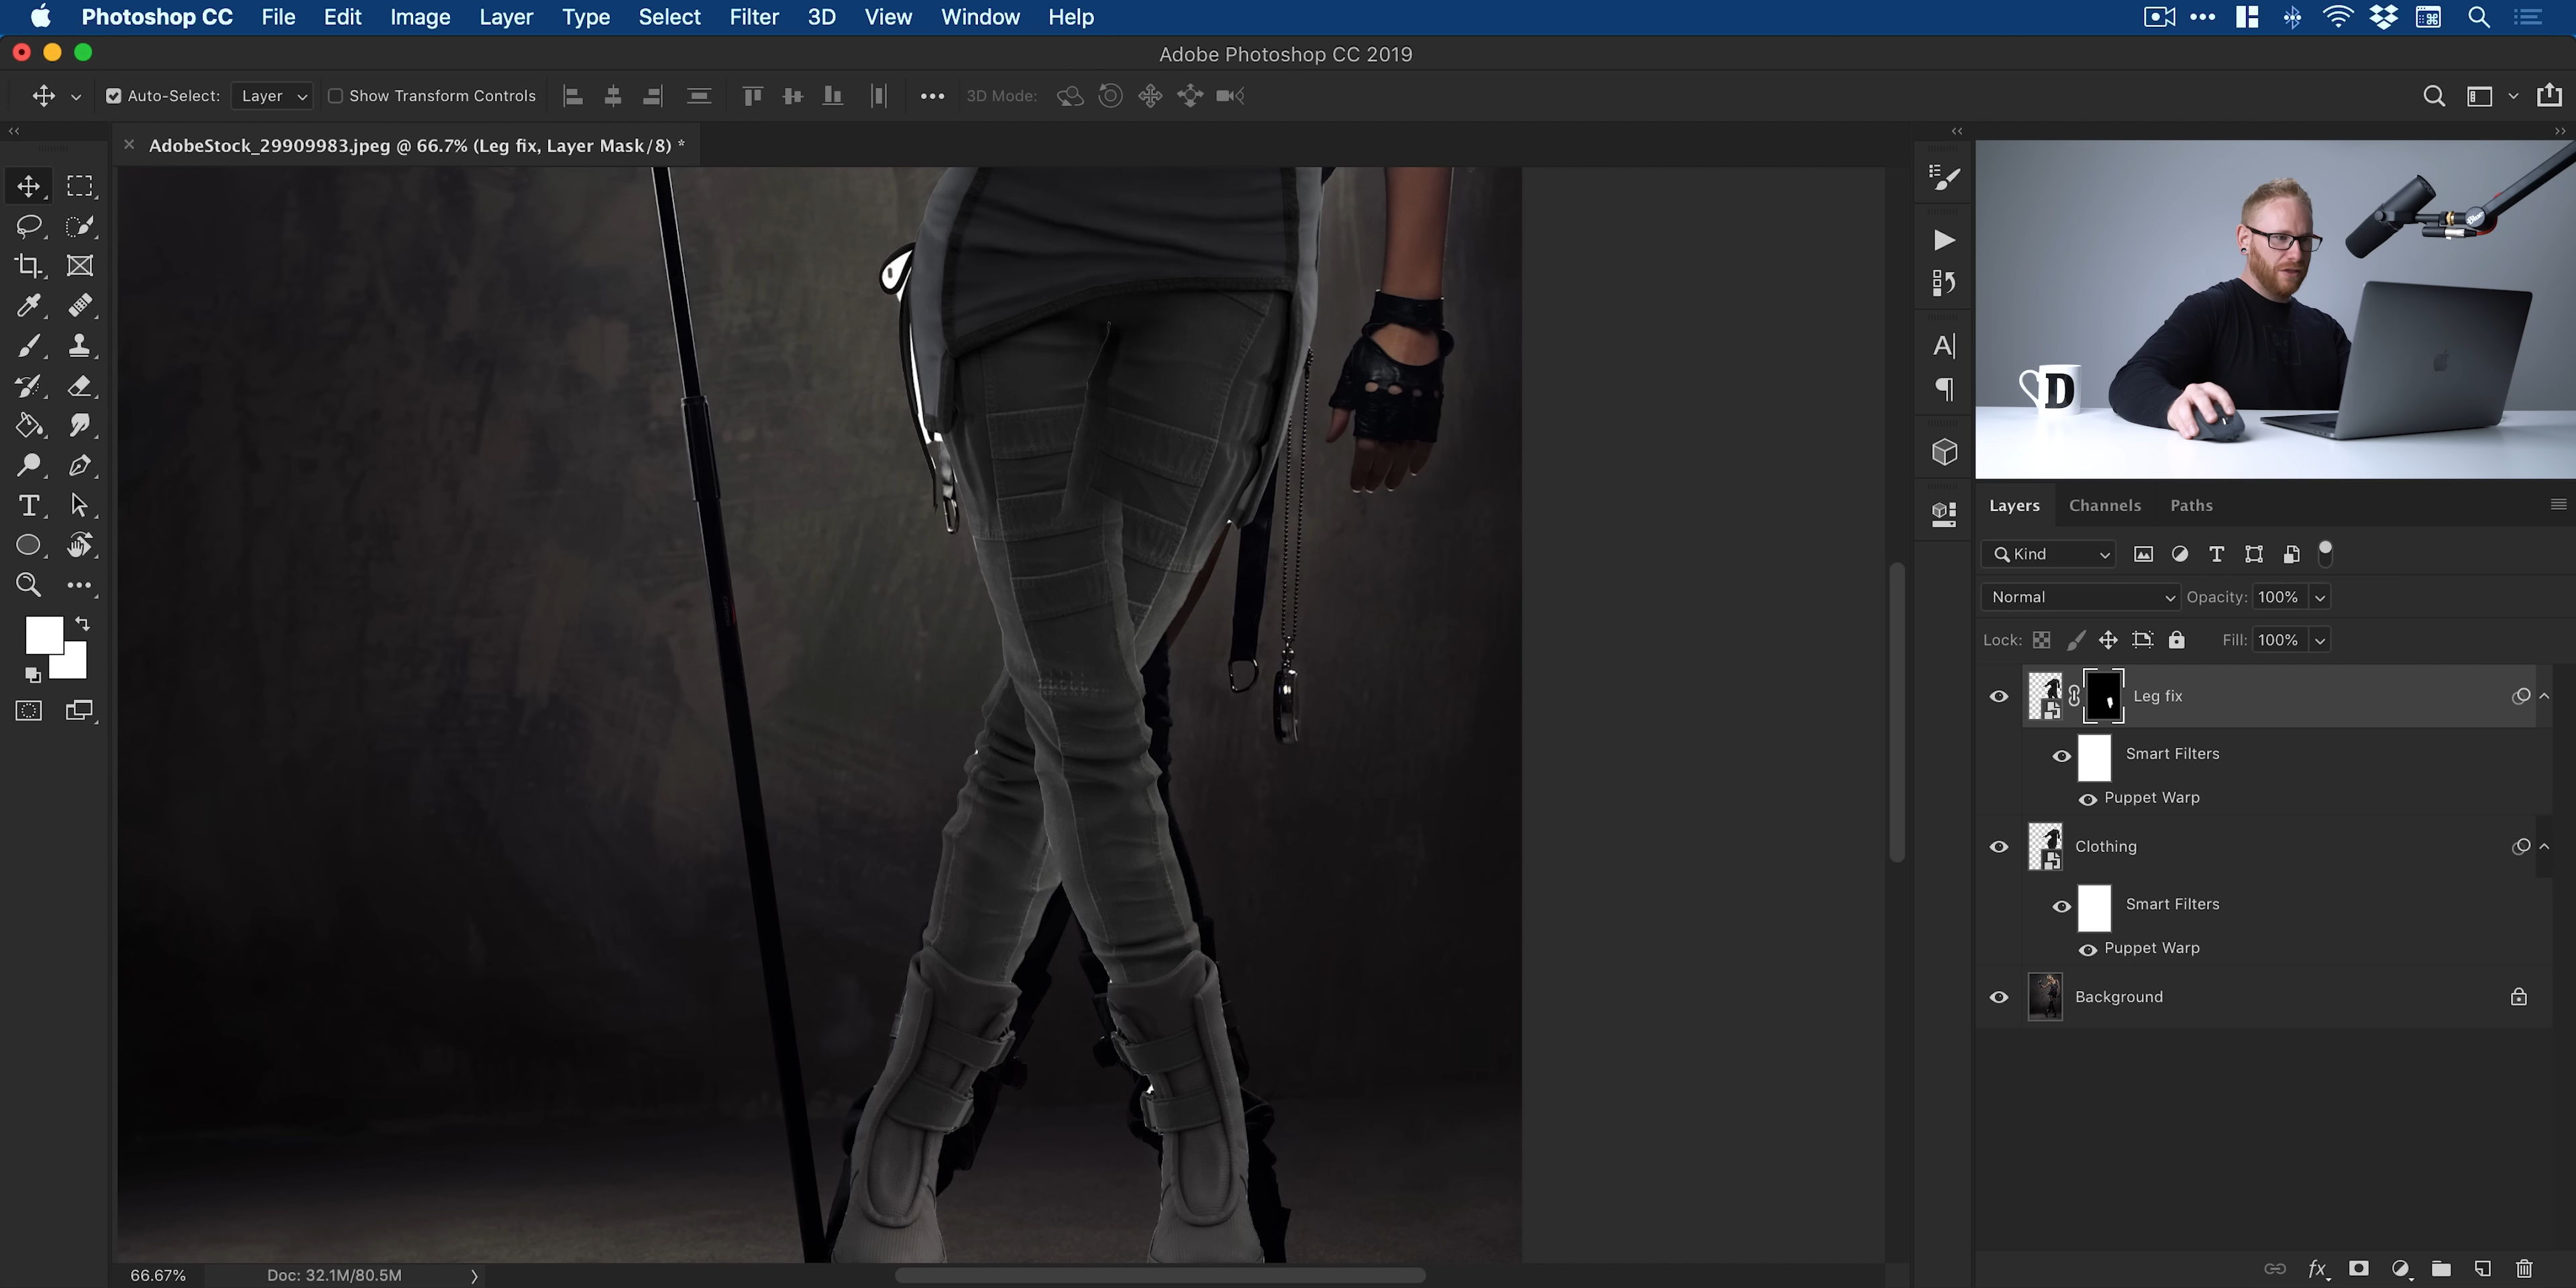 Photoshop CC File Edit Image Layer Type Select Filter 3D View Window Help
Adobe Photoshop CC 2019
Auto-Select: Layer Show Transform Controls 3D Mode:
AdobeStock_29909983.jpeg @ 66.7% (Leg fix, Layer Mask/8) *
D
Layers Channels Paths
Kind
Normal Opacity: 100%
Lock: Fill: 100%
Leg fix
Smart Filters
Puppet Warp
Clothing
Smart Filters
Puppet Warp
Background
66.67% Doc: 32.1M/80.5M
fx